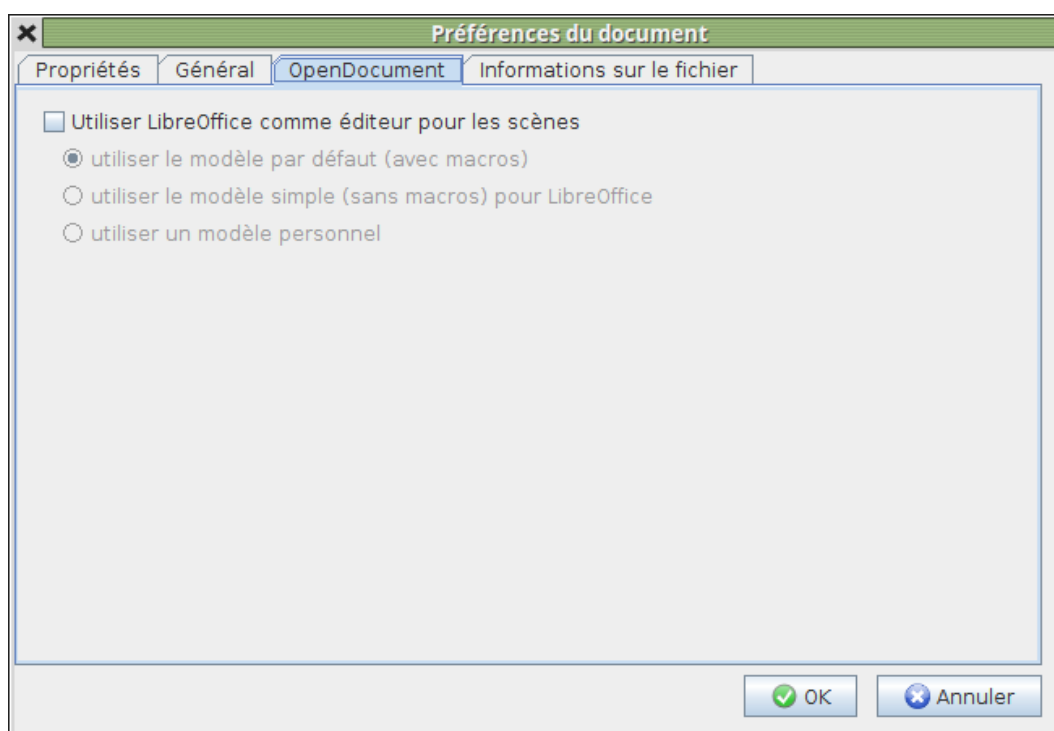 Préférences du document
Propriétés Général OpenDocument Informations sur le fichier
Utiliser LibreOffice comme éditeur pour les scènes
utiliser le modèle par défaut (avec macros)
utiliser le modèle simple (sans macros) pour LibreOffice
utiliser un modèle personnel
OK Annuler